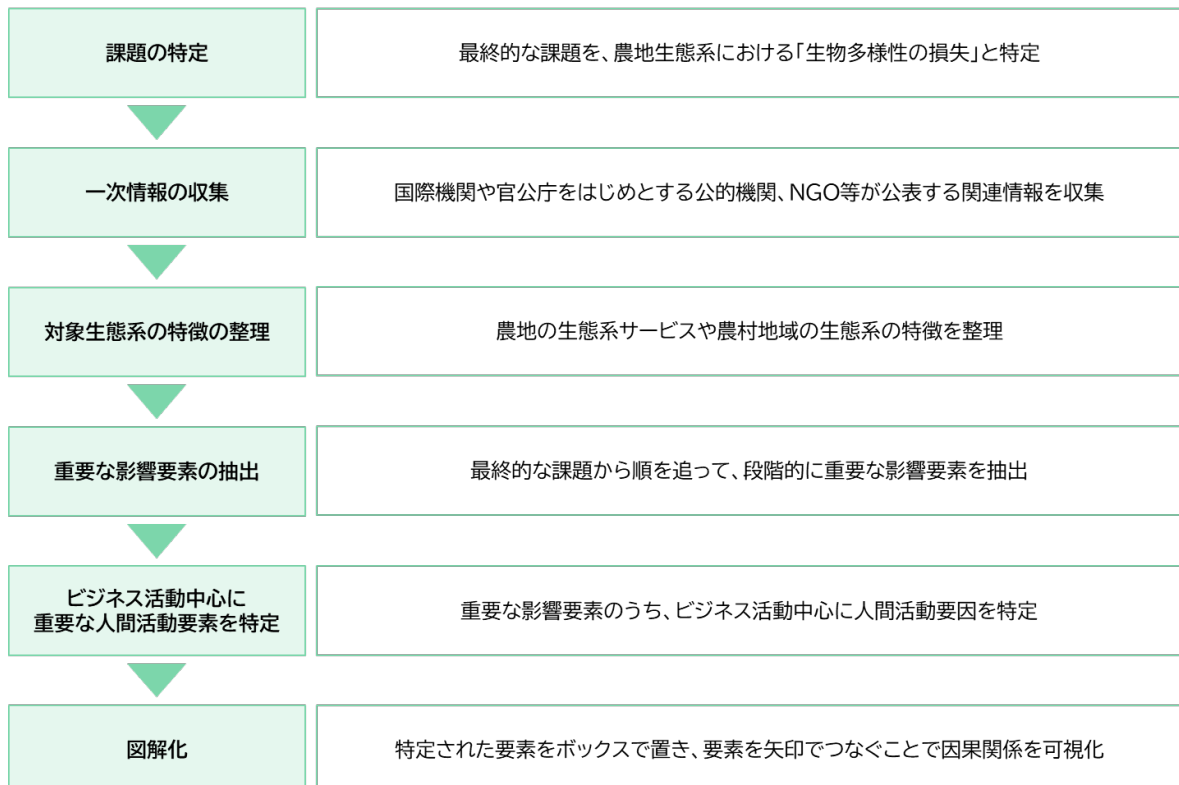 課題の特定
最終的な課題を、農地生態系における「生物多様性の損失」と特定
一次情報の収集
国際機関や官公庁をはじめとする公的機関、NGO等が公表する関連情報を収集
対象生態系の特徴の整理
農地の生態系サービスや農村地域の生態系の特徴を整理
重要な影響要素の抽出
最終的な課題から順を追って、段階的に重要な影響要素を抽出
ビジネス活動中心に
重要な人間活動要素を特定
重要な影響要素のうち、ビジネス活動中心に人間活動要因を特定
図解化
特定された要素をボックスで置き、要素を矢印でつなぐことで因果関係を可視化